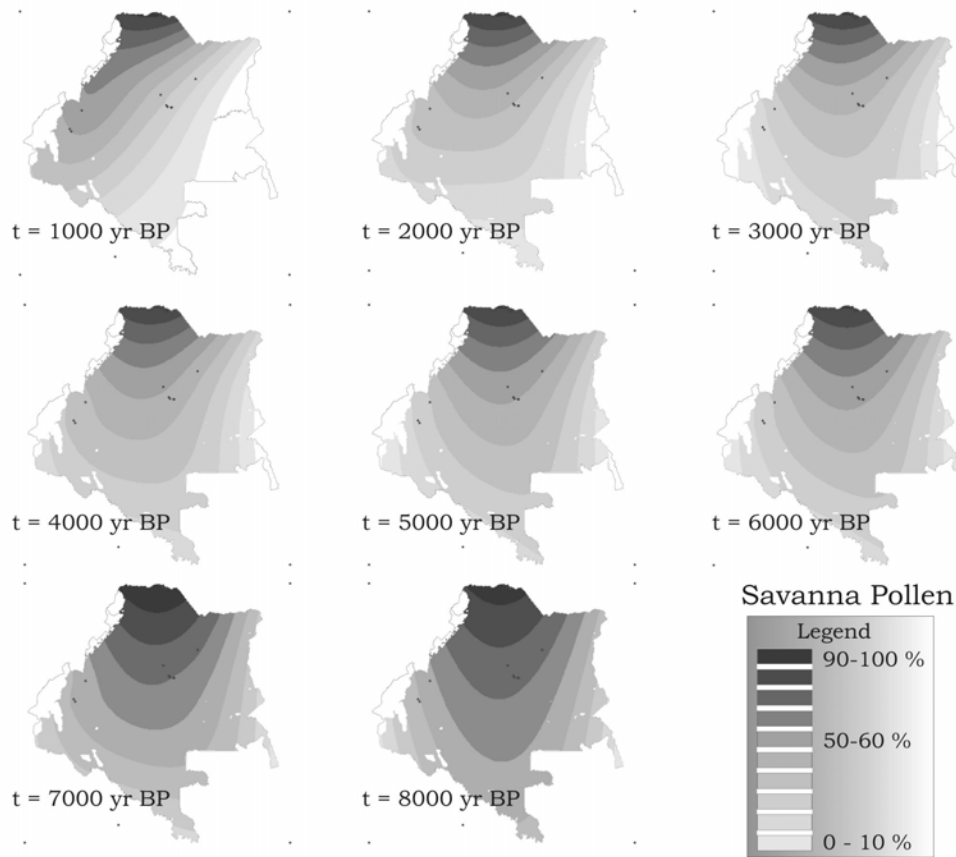 t = 1000 yr BP
t = 2000 yr BP
t = 3000 yr BP
t = 4000 yr BP
t = 5000 yr BP
t = 6000 yr BP
t = 7000 yr BP
t = 8000 yr BP
Savanna Pollen
Legend
90-100 %
50-60 %
0 - 10 %